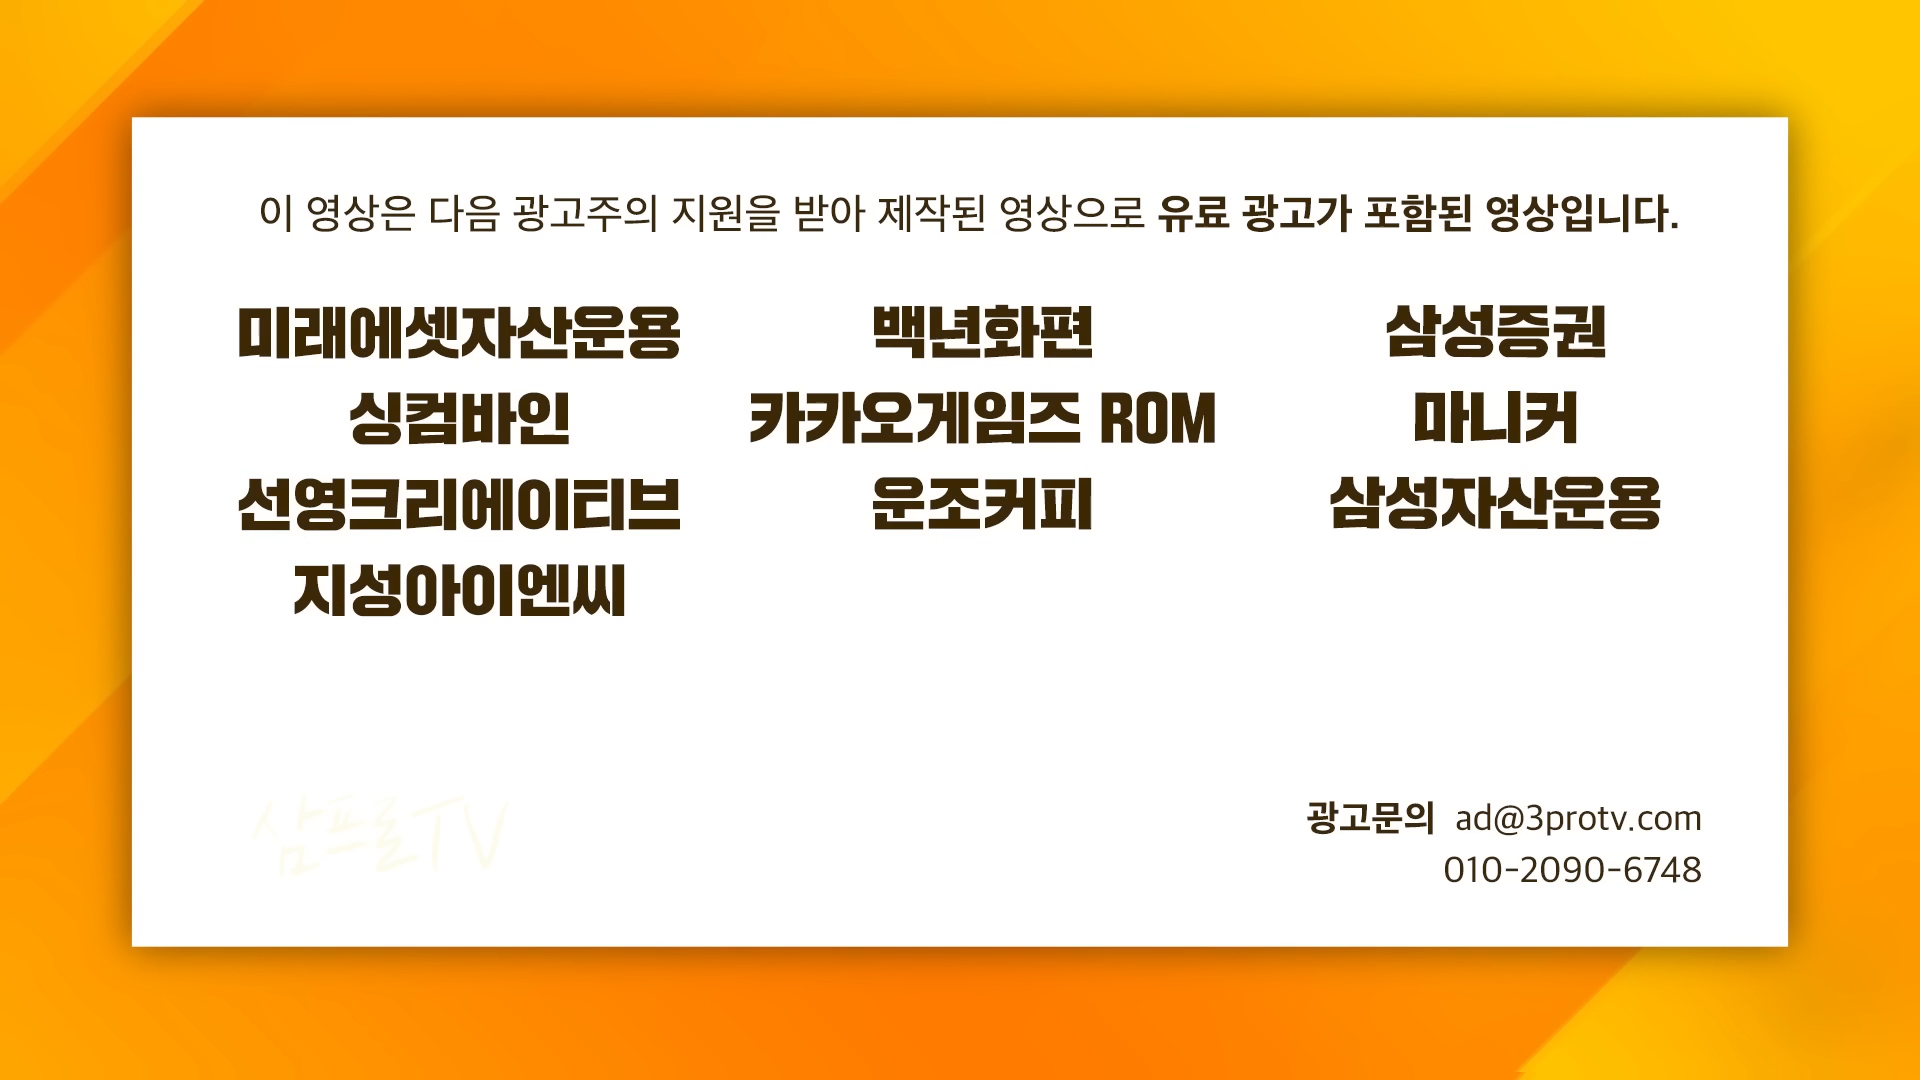 이 영상은 다음 광고주의 지원을 받아 제작된 영상으로 유료 광고가 포함된 영상입니다.
미래에셋자산운용 백년화편 삼성증권
싱컴바인 카카오게임즈 ROM 마니커
선영크리에이티브 운조커피 삼성자산운용
지성아이엔씨
삼프로TV
광고문의 ad@3protv.com
010-2090-6748